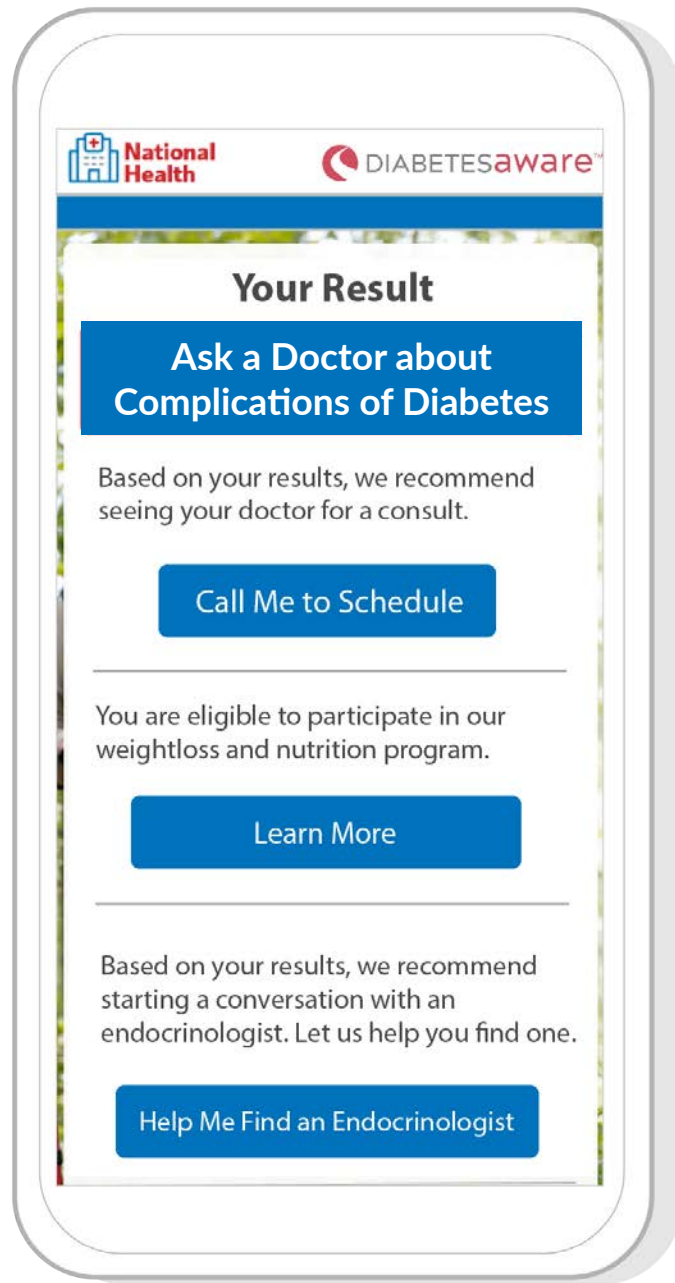 National
Health
DIABETESaware™
Your Result
Ask a Doctor about
Complications of Diabetes
Based on your results, we recommend
seeing your doctor for a consult.
Call Me to Schedule
You are eligible to participate in our
weightloss and nutrition program.
Learn More
Based on your results, we recommend
starting a conversation with an
endocrinologist. Let us help you find one.
Help Me Find an Endocrinologist